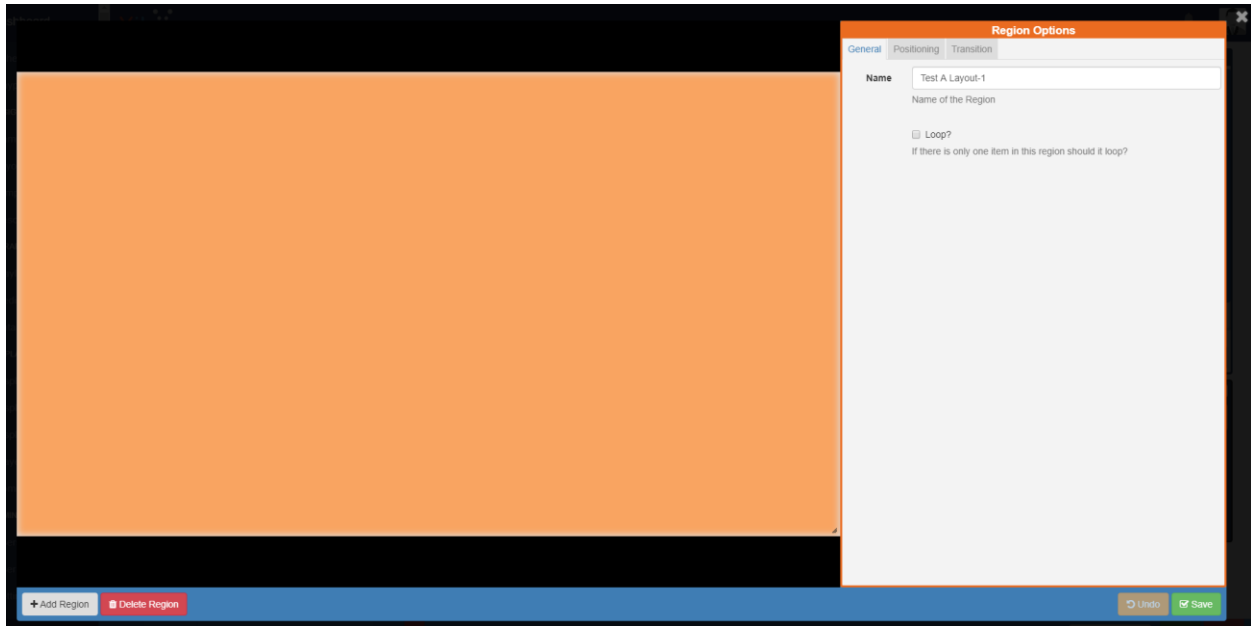 Region Options
General Positioning Transition
Name Test A Layout-1
Name of the Region
Loop?
If there is only one item in this region should it loop?
Add Region Delete Region Undo Save